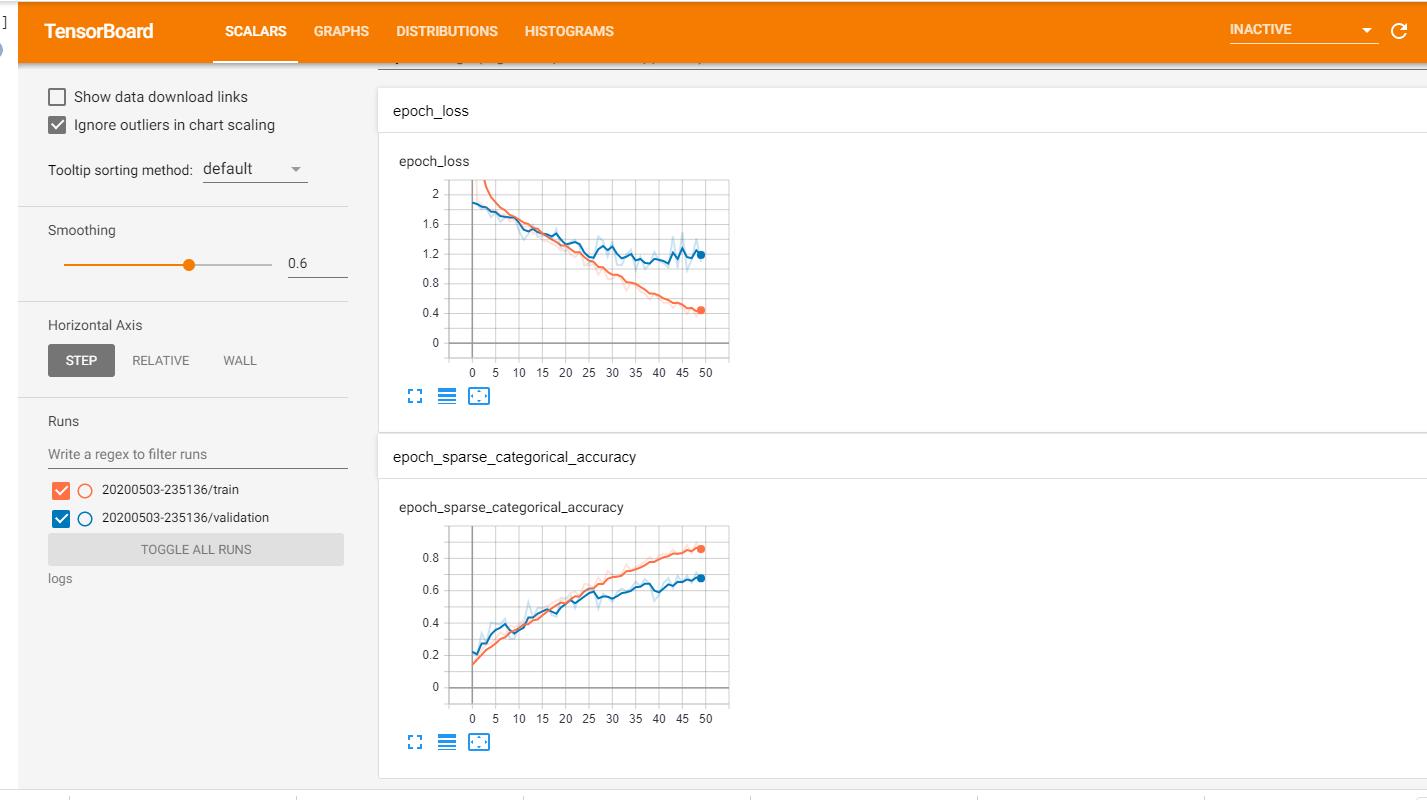 ]
TensorBoard SCALARS GRAPHS DISTRIBUTIONS HISTOGRAMS INACTIVE
Show data download links
Ignore outliers in chart scaling
Tooltip sorting method: default
Smoothing
0.6
Horizontal Axis
STEP RELATIVE WALL
Runs
Write a regex to filter runs
20200503-235136/train
20200503-235136/validation
TOGGLE ALL RUNS
logs
epoch_loss
epoch_loss
2
1.6
1.2
0.8
0.4
0
0 5 10 15 20 25 30 35 40 45 50
epoch_sparse_categorical_accuracy
epoch_sparse_categorical_accuracy
0.8
0.6
0.4
0.2
0
0 5 10 15 20 25 30 35 40 45 50